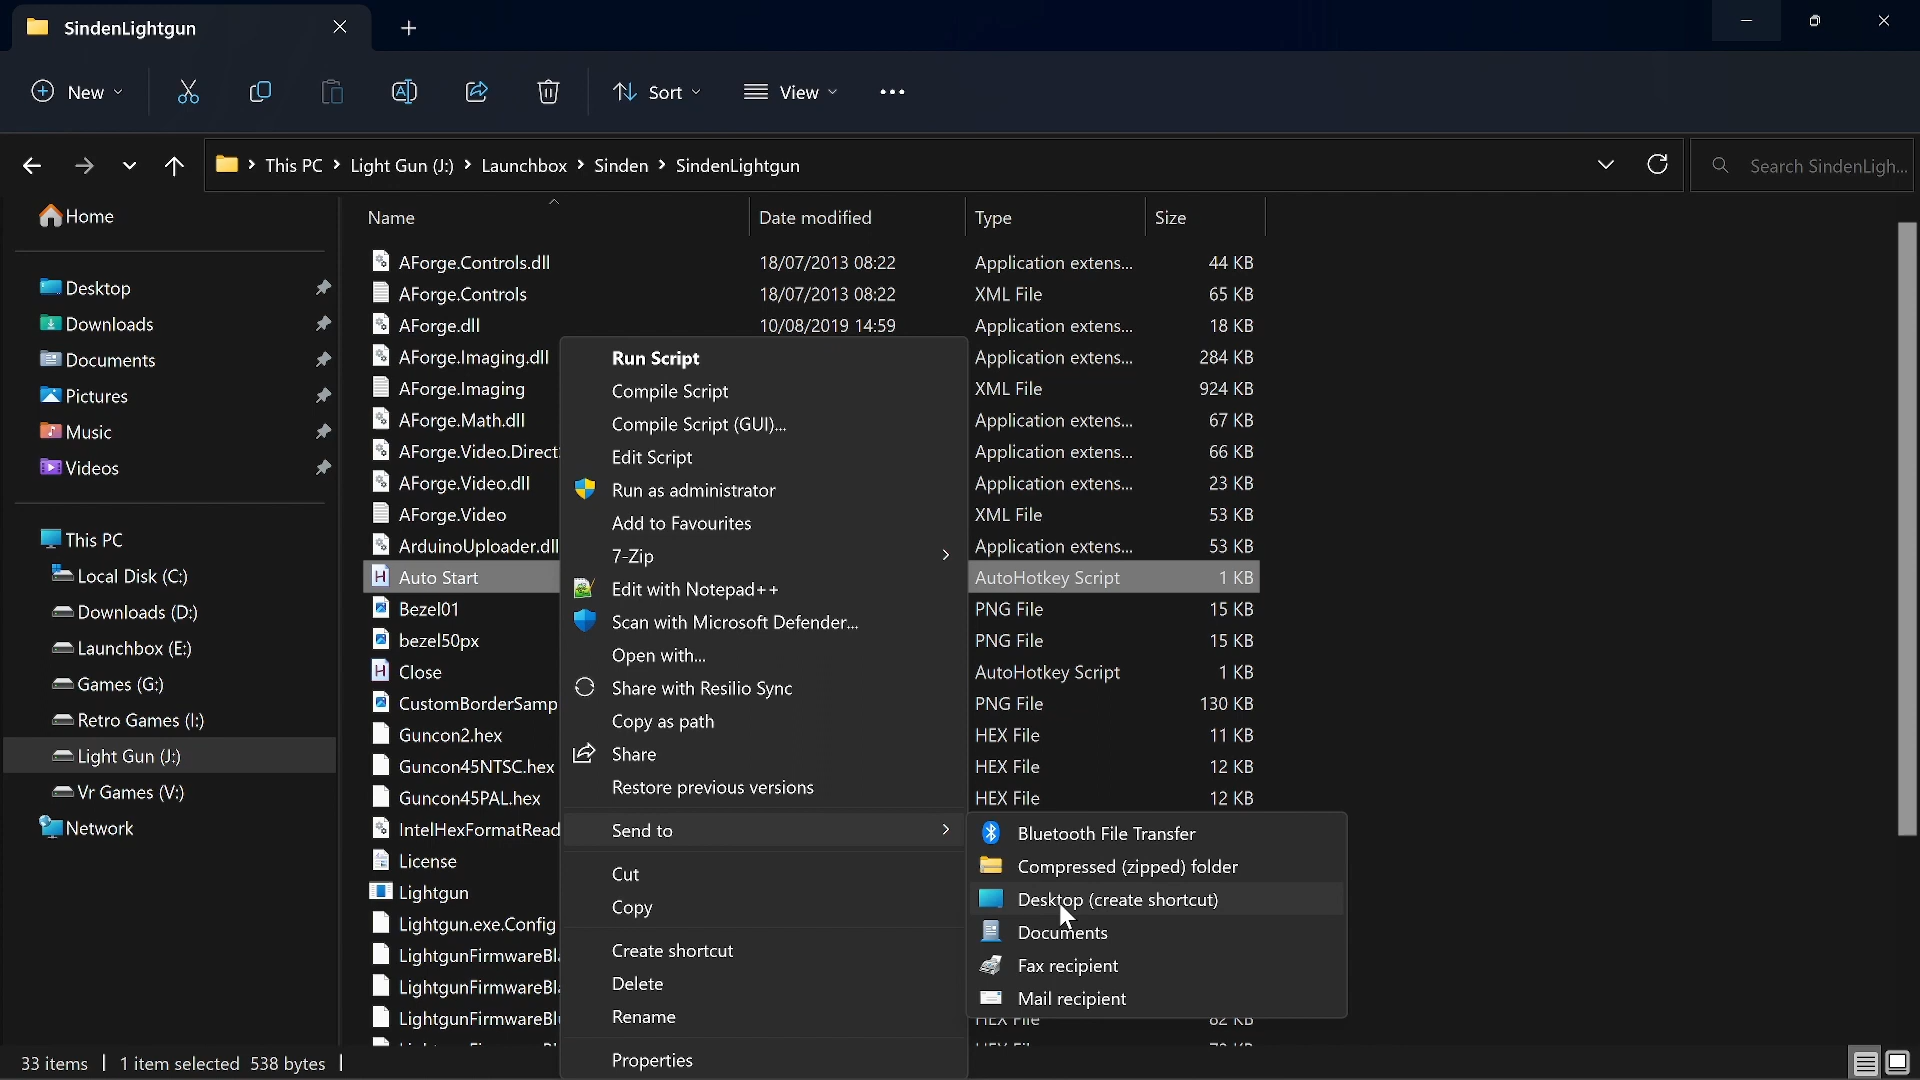 SindenLightgun
New
Sort
View
This PC > Light Gun (J:) > Launchbox > Sinden > SindenLightgun
Search SindenLigh...
Home
Desktop
Downloads
Documents
Pictures
Music
Videos
This PC
Local Disk (C:)
Downloads (D:)
Launchbox (E:)
Games (G:)
Retro Games (I:)
Light Gun (J:)
Vr Games (V:)
Network
Name Date modified Type Size
AForge.Controls.dll 18/07/2013 08:22 Application extens... 44 KB
AForge.Controls 18/07/2013 08:22 XML File 65 KB
AForge.dll 10/08/2019 14:59 Application extens... 18 KB
AForge.Imaging.dll Application extens... 284 KB
AForge.Imaging XML File 924 KB
AForge.Math.dll Application extens... 67 KB
AForge.Video.Direct Application extens... 66 KB
AForge.Video.dll Application extens... 23 KB
AForge.Video XML File 53 KB
ArduinoUploader.dll Application extens... 53 KB
Auto Start AutoHotkey Script 1 KB
Bezel01 PNG File 15 KB
bezel50px PNG File 15 KB
Close AutoHotkey Script 1 KB
CustomBorderSamp PNG File 130 KB
Guncon2.hex HEX File 11 KB
Guncon45NTSC.hex HEX File 12 KB
Guncon45PAL.hex HEX File 12 KB
IntelHexFormatRead
License
Lightgun
Lightgun.exe.Config
LightgunFirmwareBl
LightgunFirmwareBl
LightgunFirmwareBl HEX File 82 KB
Run Script
Compile Script
Compile Script (GUI)...
Edit Script
Run as administrator
Add to Favourites
7-Zip
Edit with Notepad++
Scan with Microsoft Defender...
Open with...
Share with Resilio Sync
Copy as path
Share
Restore previous versions
Send to
Cut
Copy
Create shortcut
Delete
Rename
Properties
Bluetooth File Transfer
Compressed (zipped) folder
Desktop (create shortcut)
Documents
Fax recipient
Mail recipient
33 items 1 item selected 538 bytes